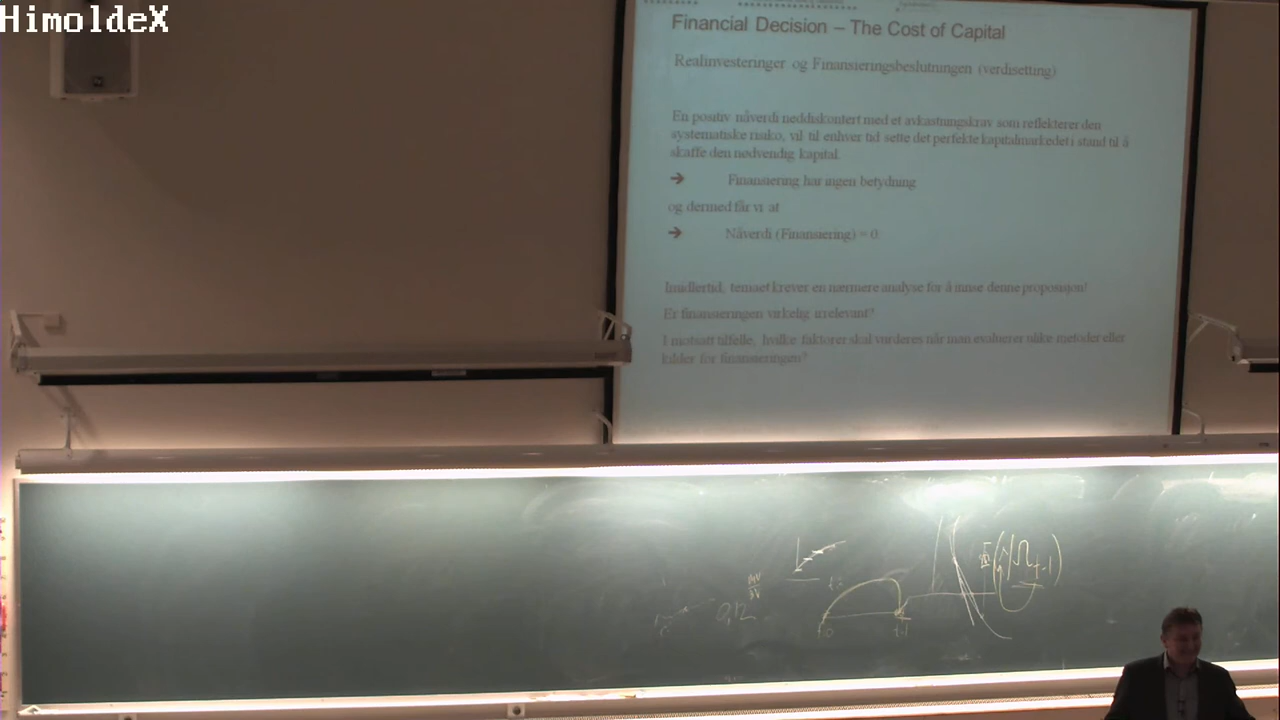 HimoldeX
Financial Decision – The Cost of Capital
Realinvesteringer og Finansieringsbeslutningen (verdisetting)
En positiv nåverdi neddiskontert med et avkastningskrav som reflekterer den
systematiske risiko, vil til enhver tid sette det perfekte kapitalmarkedet i stand til å
skaffe den nødvendig kapital.
➔ Finansiering har ingen betydning
og dermed får vi at
➔ Nåverdi (Finansiering) = 0
Imidlertid, temaet krever en nærmere analyse for å innse denne proposisjon!
Er finansieringen virkelig irrelevant?
I motsatt tilfelle, hvilke faktorer skal vurderes når man evaluerer ulike metoder eller
kilder for finansieringen?
MV
BV
0,12